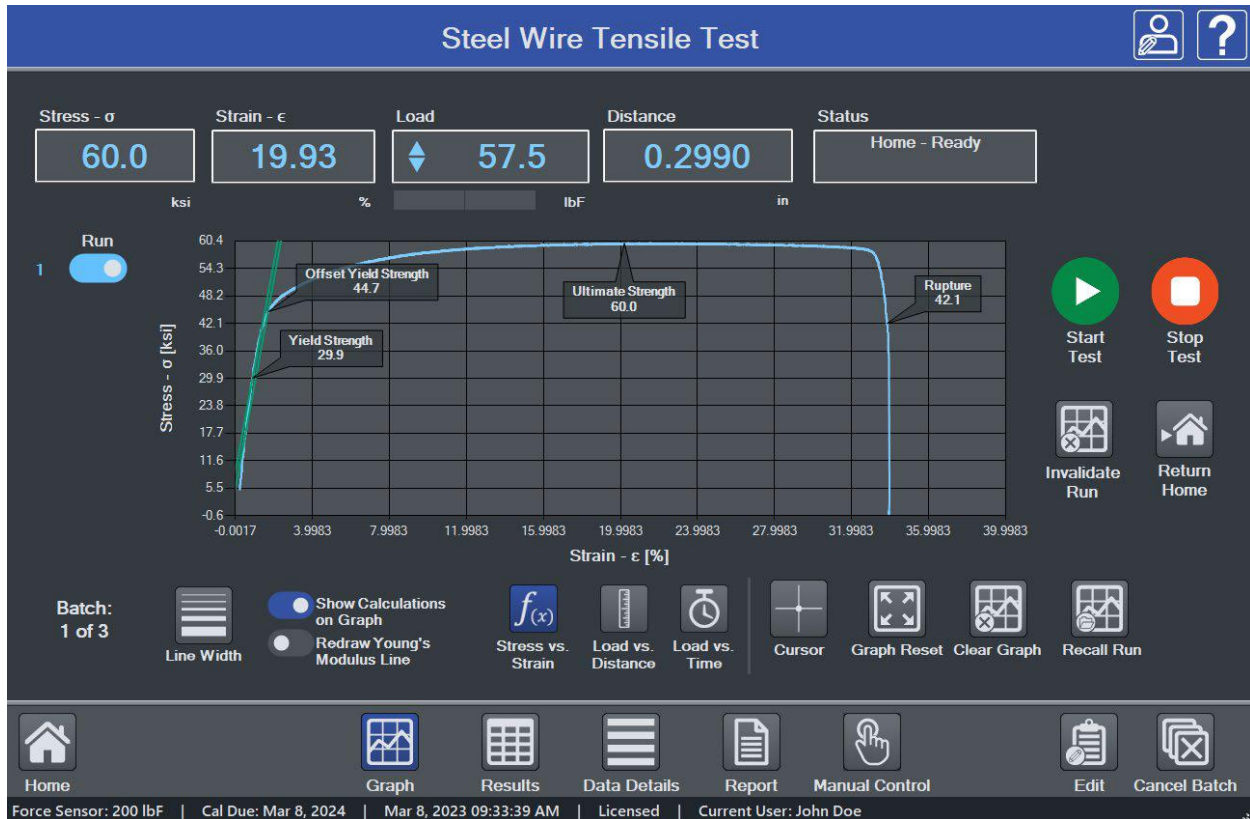 Steel Wire Tensile Test
?
Stress - σ
Strain - ϵ
Load
Distance
Status
60.0
19.93
57.5
0.2990
Home - Ready
ksi
%
lbF
in
Run
1
60.4
54.3
48.2
42.1
36.0
29.9
23.8
17.7
11.6
5.5
-0.6
Stress - σ [ksi]
Offset Yield Strength
44.7
Yield Strength
29.9
Ultimate Strength
60.0
Rupture
42.1
-0.0017
3.9983
7.9983
11.9983
15.9983
19.9983
23.9983
27.9983
31.9983
35.9983
39.9983
Strain - ε [%]
Start
Test
Stop
Test
Invalidate
Run
Return
Home
Batch:
1 of 3
Line Width
Show Calculations
on Graph
Redraw Young's
Modulus Line
f(x)
Stress vs.
Strain
Load vs.
Distance
Load vs.
Time
Cursor
Graph Reset
Clear Graph
Recall Run
Home
Graph
Results
Data Details
Report
Manual Control
Edit
Cancel Batch
Force Sensor: 200 lbF | Cal Due: Mar 8, 2024 | Mar 8, 2023 09:33:39 AM | Licensed | Current User: John Doe